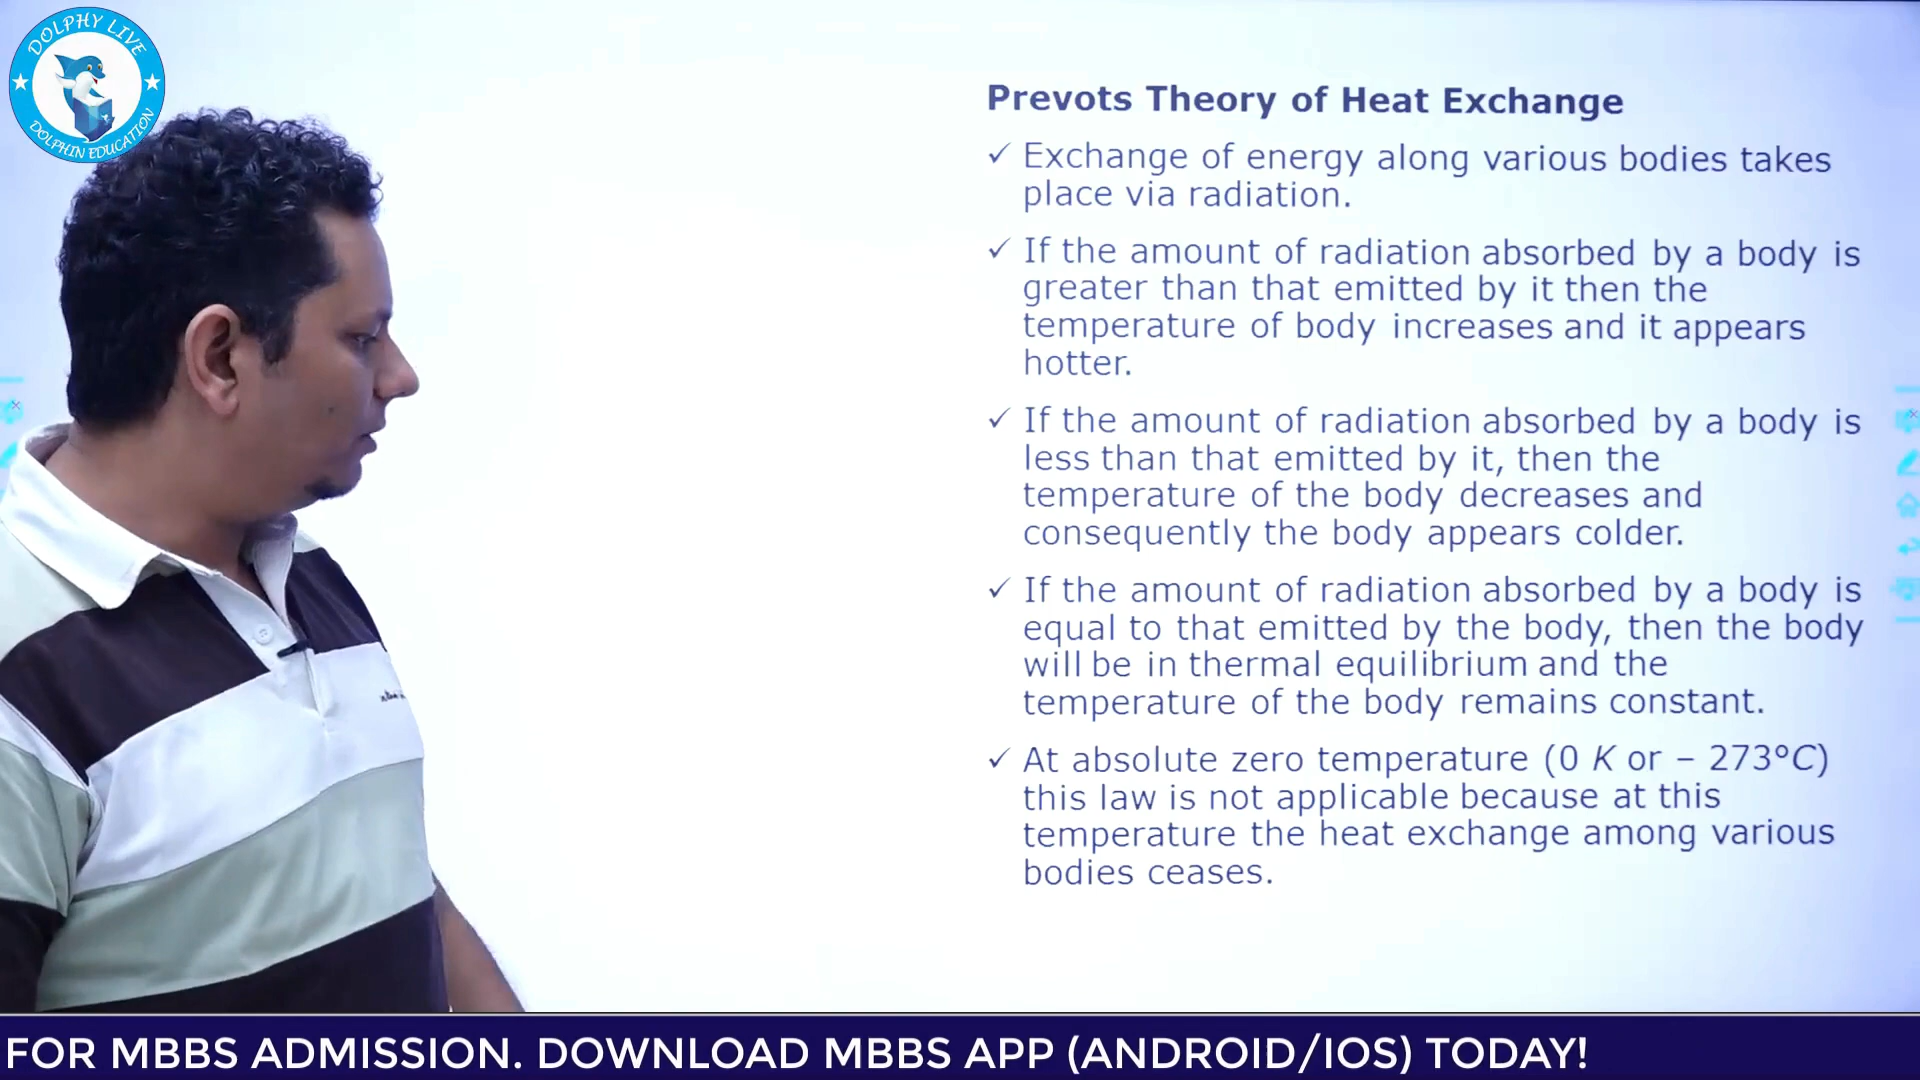 DOLPHY LIVE
DOLPHIN EDUCATION
Prevots Theory of Heat Exchange
✓ Exchange of energy along various bodies takes
place via radiation.
✓ If the amount of radiation absorbed by a body is
greater than that emitted by it then the
temperature of body increases and it appears
hotter.
✓ If the amount of radiation absorbed by a body is
less than that emitted by it, then the
temperature of the body decreases and
consequently the body appears colder.
✓ If the amount of radiation absorbed by a body is
equal to that emitted by the body, then the body
will be in thermal equilibrium and the
temperature of the body remains constant.
✓ At absolute zero temperature (0 K or – 273°C)
this law is not applicable because at this
temperature the heat exchange among various
bodies ceases.
FOR MBBS ADMISSION. DOWNLOAD MBBS APP (ANDROID/IOS) TODAY!